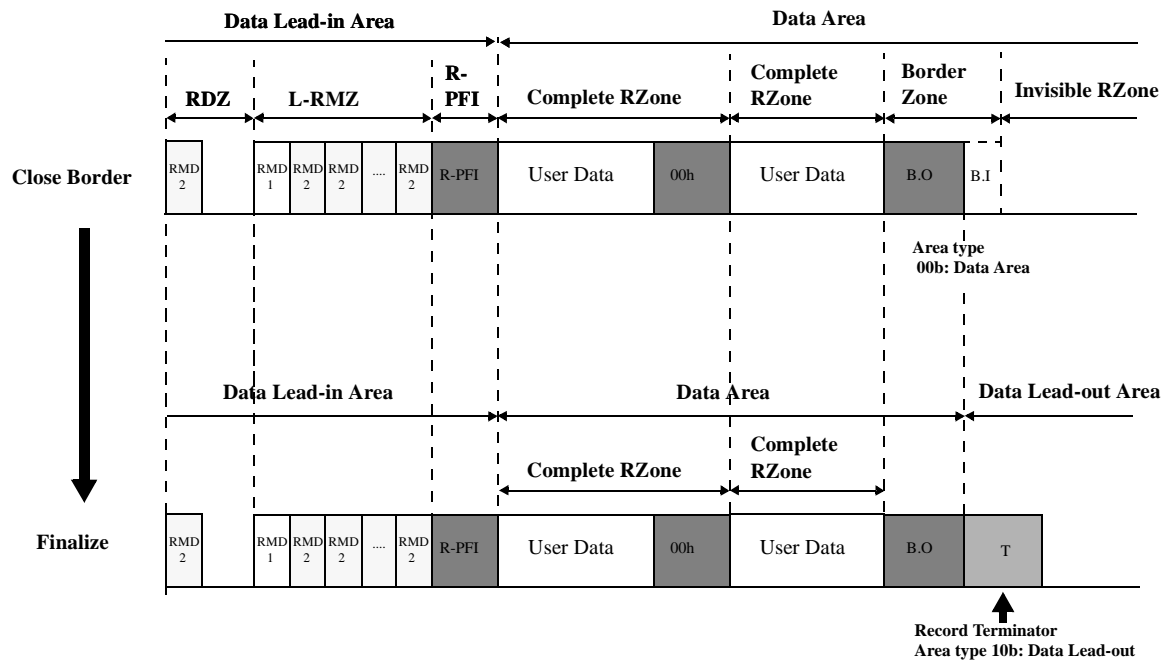 Data Lead-in Area
Data Area
RDZ
L-RMZ
R-
PFI
Complete RZone
Complete
RZone
Border
Zone
Invisible RZone
Close Border
RMD
2
RMD
1
RMD
2
RMD
2
....
RMD
2
R-PFI
User Data
00h
User Data
B.O
B.I
Area type
00b: Data Area
Data Lead-in Area
Data Area
Data Lead-out Area
Complete RZone
Complete
RZone
Finalize
RMD
2
RMD
1
RMD
2
RMD
2
....
RMD
2
R-PFI
User Data
00h
User Data
B.O
T
Record Terminator
Area type 10b: Data Lead-out